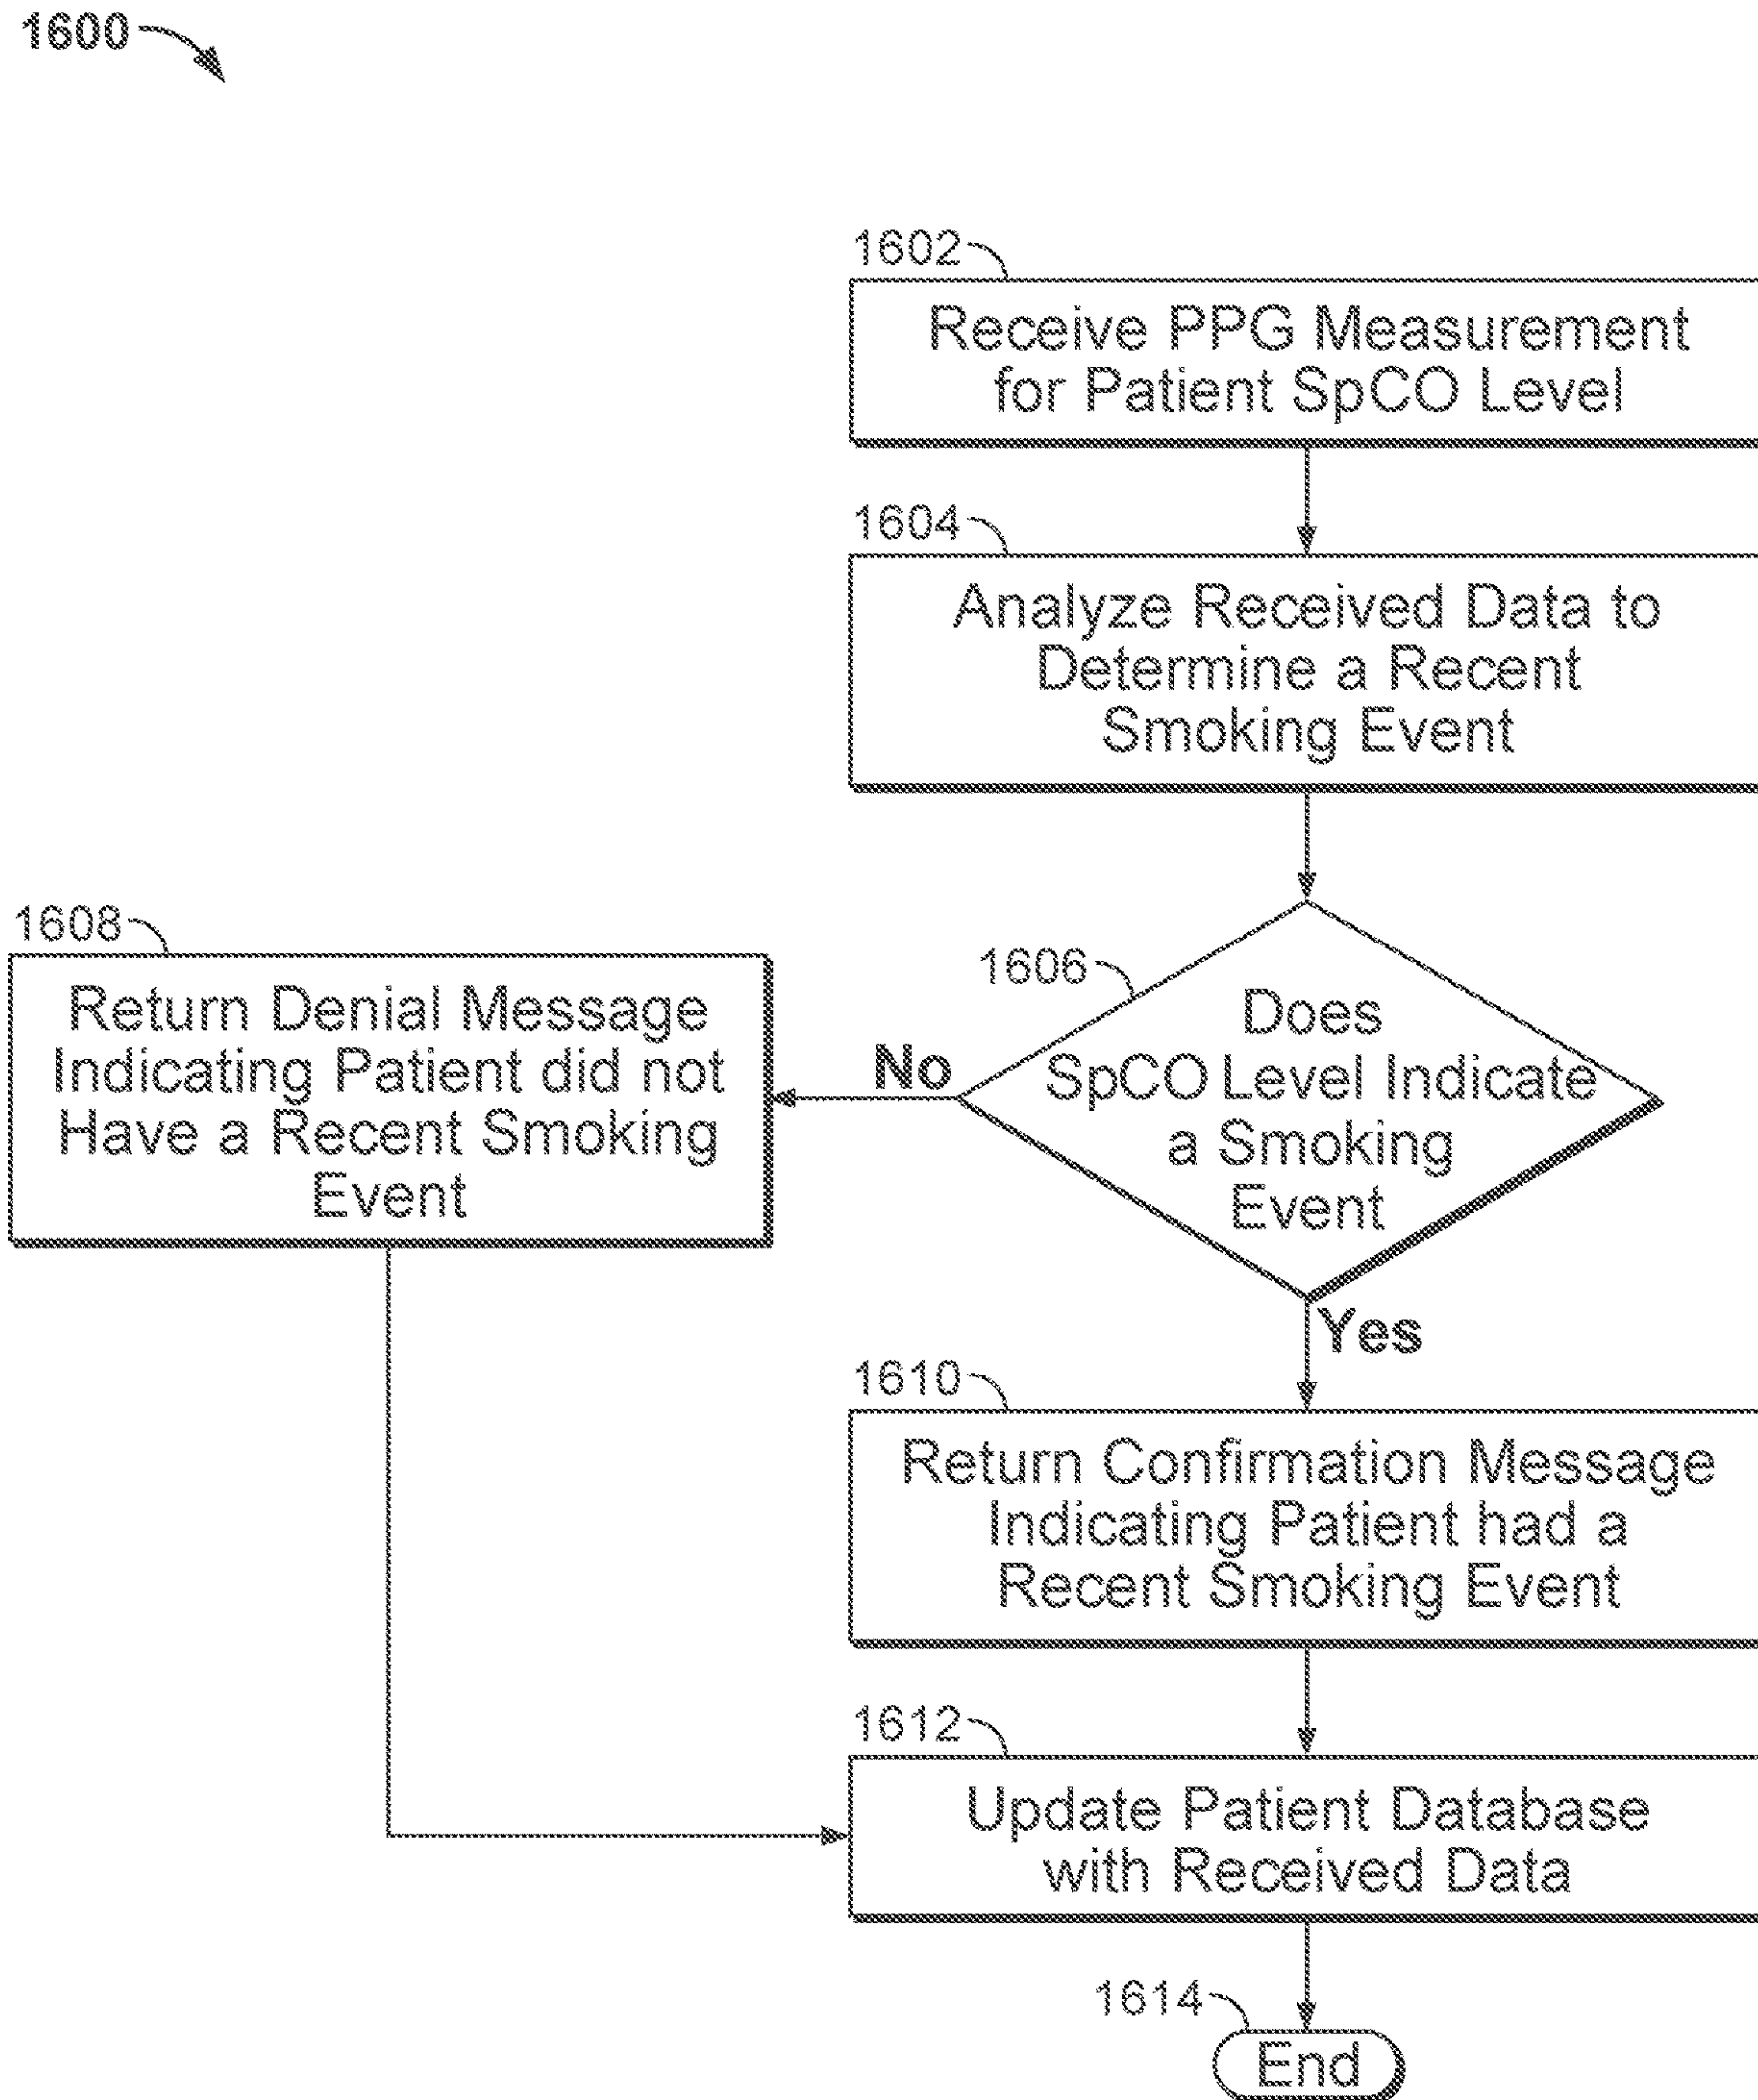 1600
1602
Receive PPG Measurement
for Patient SpCO Level
1604
Analyze Received Data to
Determine a Recent
Smoking Event
1606
Does
SpCO Level Indicate
a Smoking
Event
No
1608
Return Denial Message
Indicating Patient did not
Have a Recent Smoking
Event
Yes
1610
Return Confirmation Message
Indicating Patient had a
Recent Smoking Event
1612
Update Patient Database
with Received Data
1614
End